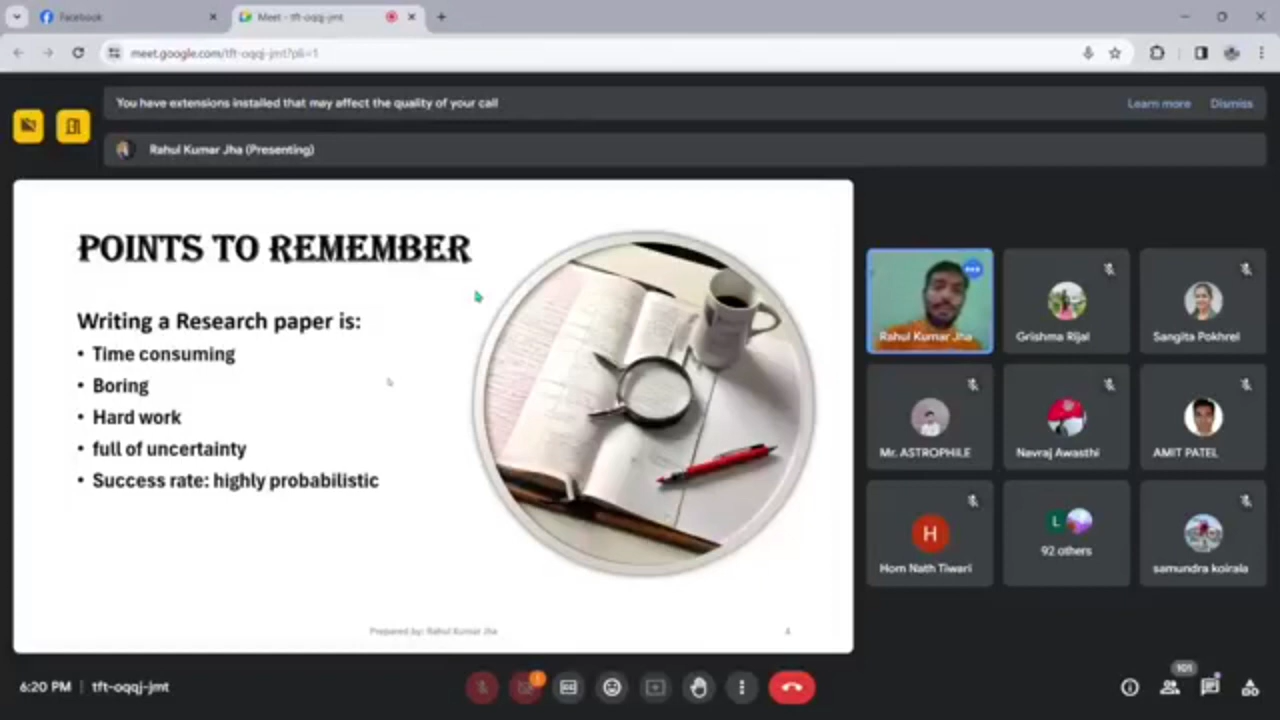 Facebook
Meet - tft-oqqj-jmt
meet.google.com/tft-oqqj-jmt?pli=1
You have extensions installed that may affect the quality of your call
Learn more
Dismiss
Rahul Kumar Jha (Presenting)
POINTS TO REMEMBER
Writing a Research paper is:
• Time consuming
• Boring
• Hard work
• full of uncertainty
• Success rate: highly probabilistic
Prepared by: Rahul Kumar Jha
4
Rahul Kumar Jha
Grishma Rijal
Sangita Pokhrel
Mr. ASTROPHILE
Navraj Awasthi
AMIT PATEL
H
Hom Nath Tiwari
L
92 others
samundra koirala
6:20 PM | tft-oqqj-jmt
101